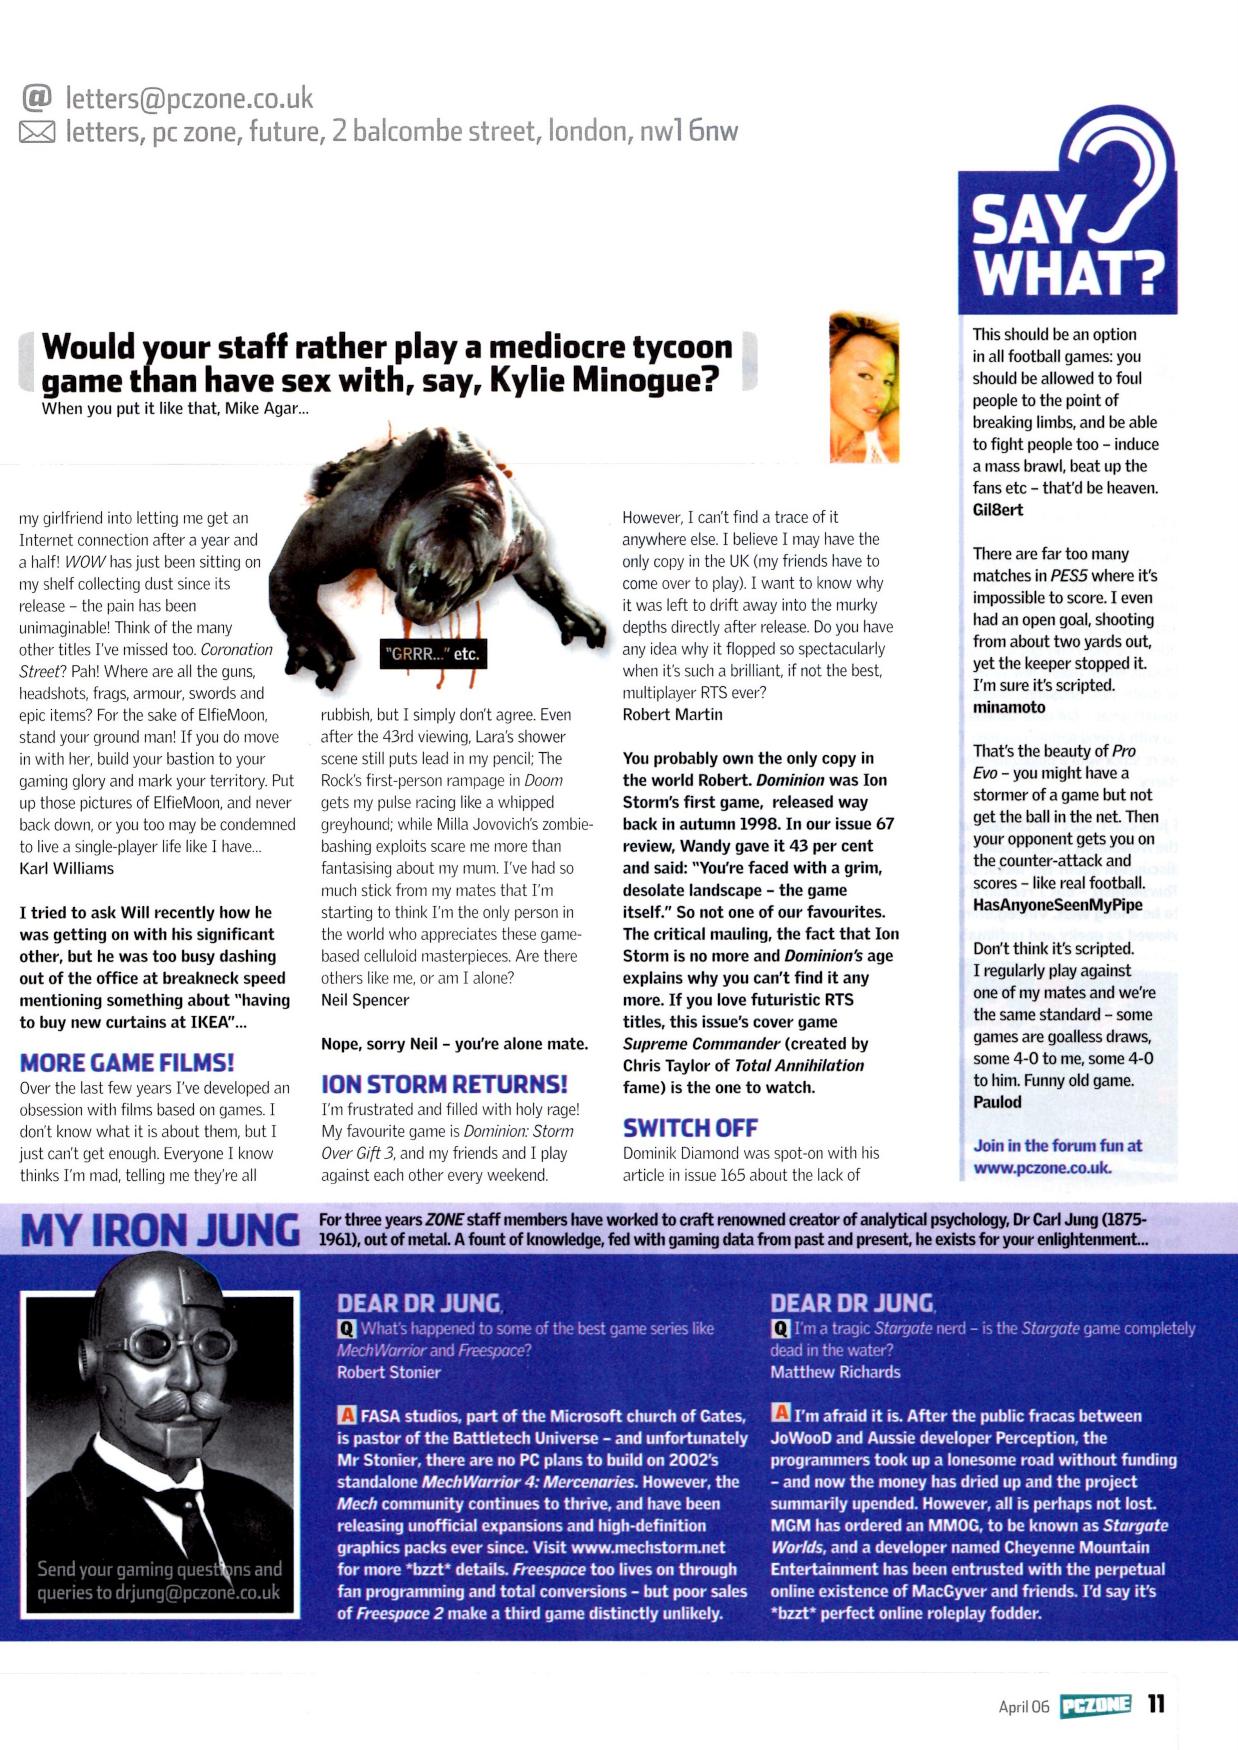 @ letters@pczone.co.uk
letters, pc zone, future, 2 balcombe street, london, nw1 6nw
Would your staff rather play a mediocre tycoon
game than have sex with, say, Kylie Minogue?
When you put it like that, Mike Agar...
my girlfriend into letting me get an
Internet connection after a year and
a half! WOW has just been sitting on
my shelf collecting dust since its
release – the pain has been
unimaginable! Think of the many
other titles I've missed too. Coronation
Street? Pah! Where are all the guns,
headshots, frags, armour, swords and
epic items? For the sake of ElfieMoon,
stand your ground man! If you do move
in with her, build your bastion to your
gaming glory and mark your territory. Put
up those pictures of ElfieMoon, and never
back down, or you too may be condemned
to live a single-player life like I have...
Karl Williams
I tried to ask Will recently how he
was getting on with his significant
other, but he was too busy dashing
out of the office at breakneck speed
mentioning something about "having
to buy new curtains at IKEA"...
MORE GAME FILMS!
Over the last few years I've developed an
obsession with films based on games. I
don't know what it is about them, but I
just can't get enough. Everyone I know
thinks I'm mad, telling me they're all
"GRRR..." etc.
rubbish, but I simply don't agree. Even
after the 43rd viewing, Lara's shower
scene still puts lead in my pencil; The
Rock's first-person rampage in Doom
gets my pulse racing like a whipped
greyhound; while Milla Jovovich's zombie-
bashing exploits scare me more than
fantasising about my mum. I've had so
much stick from my mates that I'm
starting to think I'm the only person in
the world who appreciates these game-
based celluloid masterpieces. Are there
others like me, or am I alone?
Neil Spencer
Nope, sorry Neil – you're alone mate.
ION STORM RETURNS!
I'm frustrated and filled with holy rage!
My favourite game is Dominion: Storm
Over Gift 3, and my friends and I play
against each other every weekend.
However, I can't find a trace of it
anywhere else. I believe I may have the
only copy in the UK (my friends have to
come over to play). I want to know why
it was left to drift away into the murky
depths directly after release. Do you have
any idea why it flopped so spectacularly
when it's such a brilliant, if not the best,
multiplayer RTS ever?
Robert Martin
You probably own the only copy in
the world Robert. Dominion was Ion
Storm's first game, released way
back in autumn 1998. In our issue 67
review, Wandy gave it 43 per cent
and said: "You're faced with a grim,
desolate landscape – the game
itself." So not one of our favourites.
The critical mauling, the fact that Ion
Storm is no more and Dominion's age
explains why you can't find it any
more. If you love futuristic RTS
titles, this issue's cover game
Supreme Commander (created by
Chris Taylor of Total Annihilation
fame) is the one to watch.
SWITCH OFF
Dominik Diamond was spot-on with his
article in issue 165 about the lack of
SAY
WHAT?
This should be an option
in all football games: you
should be allowed to foul
people to the point of
breaking limbs, and be able
to fight people too – induce
a mass brawl, beat up the
fans etc – that'd be heaven.
Gil8ert
There are far too many
matches in PES5 where it's
impossible to score. I even
had an open goal, shooting
from about two yards out,
yet the keeper stopped it.
I'm sure it's scripted.
minamoto
That's the beauty of Pro
Evo – you might have a
stormer of a game but not
get the ball in the net. Then
your opponent gets you on
the counter-attack and
scores – like real football.
HasAnyoneSeenMyPipe
Don't think it's scripted.
I regularly play against
one of my mates and we're
the same standard – some
games are goalless draws,
some 4-0 to me, some 4-0
to him. Funny old game.
Paulod
Join in the forum fun at
www.pczone.co.uk.
MY IRON JUNG
For three years ZONE staff members have worked to craft renowned creator of analytical psychology, Dr Carl Jung (1875-
1961), out of metal. A fount of knowledge, fed with gaming data from past and present, he exists for your enlightenment...
Send your gaming questions and
queries to drjung@pczone.co.uk
DEAR DR JUNG,
Q What's happened to some of the best game series like
MechWarrior and Freespace?
Robert Stonier
A FASA studios, part of the Microsoft church of Gates,
is pastor of the Battletech Universe – and unfortunately
Mr Stonier, there are no PC plans to build on 2002's
standalone MechWarrior 4: Mercenaries. However, the
Mech community continues to thrive, and have been
releasing unofficial expansions and high-definition
graphics packs ever since. Visit www.mechstorm.net
for more *bzzt* details. Freespace too lives on through
fan programming and total conversions – but poor sales
of Freespace 2 make a third game distinctly unlikely.
DEAR DR JUNG,
Q I'm a tragic Stargate nerd – is the Stargate game completely
dead in the water?
Matthew Richards
A I'm afraid it is. After the public fracas between
JoWooD and Aussie developer Perception, the
programmers took up a lonesome road without funding
– and now the money has dried up and the project
summarily upended. However, all is perhaps not lost.
MGM has ordered an MMOG, to be known as Stargate
Worlds, and a developer named Cheyenne Mountain
Entertainment has been entrusted with the perpetual
online existence of MacGyver and friends. I'd say it's
*bzzt* perfect online roleplay fodder.
April 06 PCZONE 11